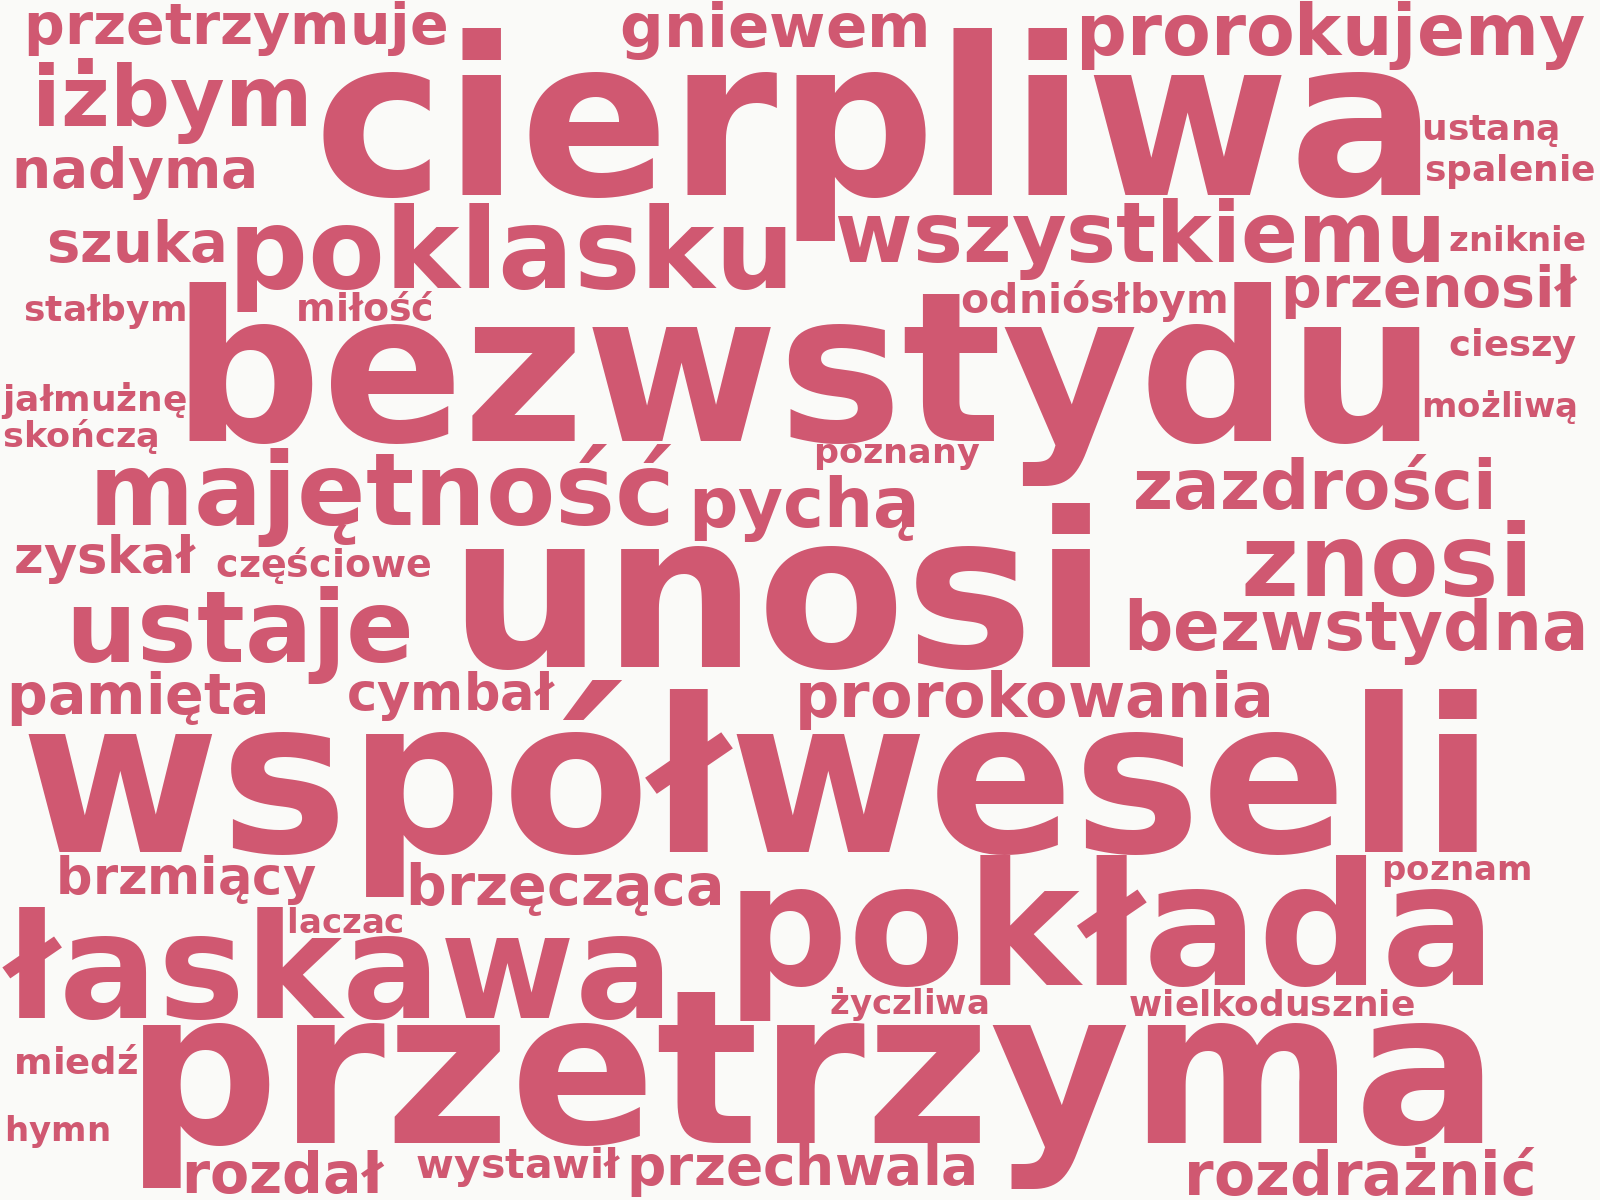 przetrzymuje gniewem prorokujemy
iżbym cierpliwa
ustaną
nadyma spalenie
szuka poklasku wszystkiemu zniknie
stałbym miłość odniósłbym przenosił
bezwstydu cieszy
jałmużnę możliwą
skończą
poznany
majętność pychą zazdrości
zyskał częściowe unosi znosi
ustaje bezwstydna
pamięta cymbał prorokowania
współweseli
brzmiący brzęcząca pokłada poznam
łaskawa laczac
życzliwa wielkodusznie
miedź przetrzyma
hymn
rozdał wystawił przechwala rozdrażnić